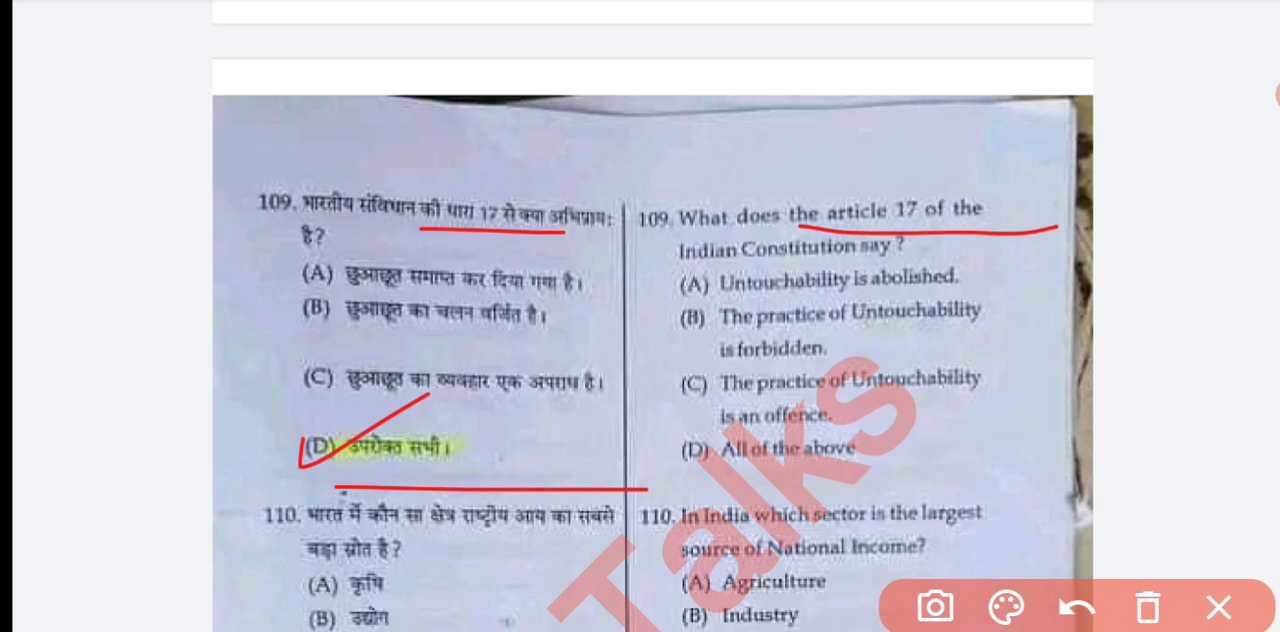 109. भारतीय संविधान की धारा 17 से क्या अभिप्रायः
है?
(A) छुआछूत समाप्त कर दिया गया है।
(B) छुआछूत का चलन वर्जित है।
(C) छुआछूत का व्यवहार एक अपराध है।
(D) उपरोक्त सभी।
110. भारत में कौन सा क्षेत्र राष्ट्रीय आय का सबसे
बड़ा स्रोत है?
(A) कृषि
(B) उद्योग
109. What does the article 17 of the
Indian Constitution say ?
(A) Untouchability is abolished.
(B) The practice of Untouchability
is forbidden.
(C) The practice of Untouchability
is an offence.
(D) All of the above
110. In India which sector is the largest
source of National Income?
(A) Agriculture
(B) Industry
Talks